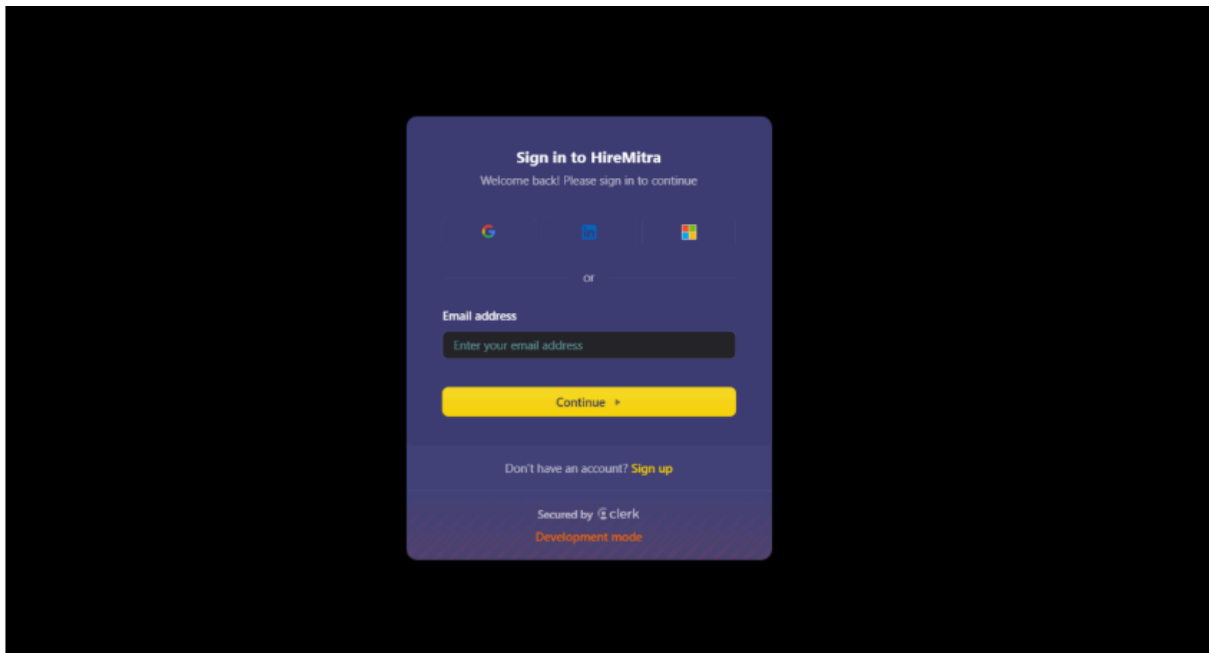 Sign in to HireMitra
Welcome back! Please sign in to continue
or
Email address
Enter your email address
Continue
Don't have an account? Sign up
Secured by clerk
Development mode